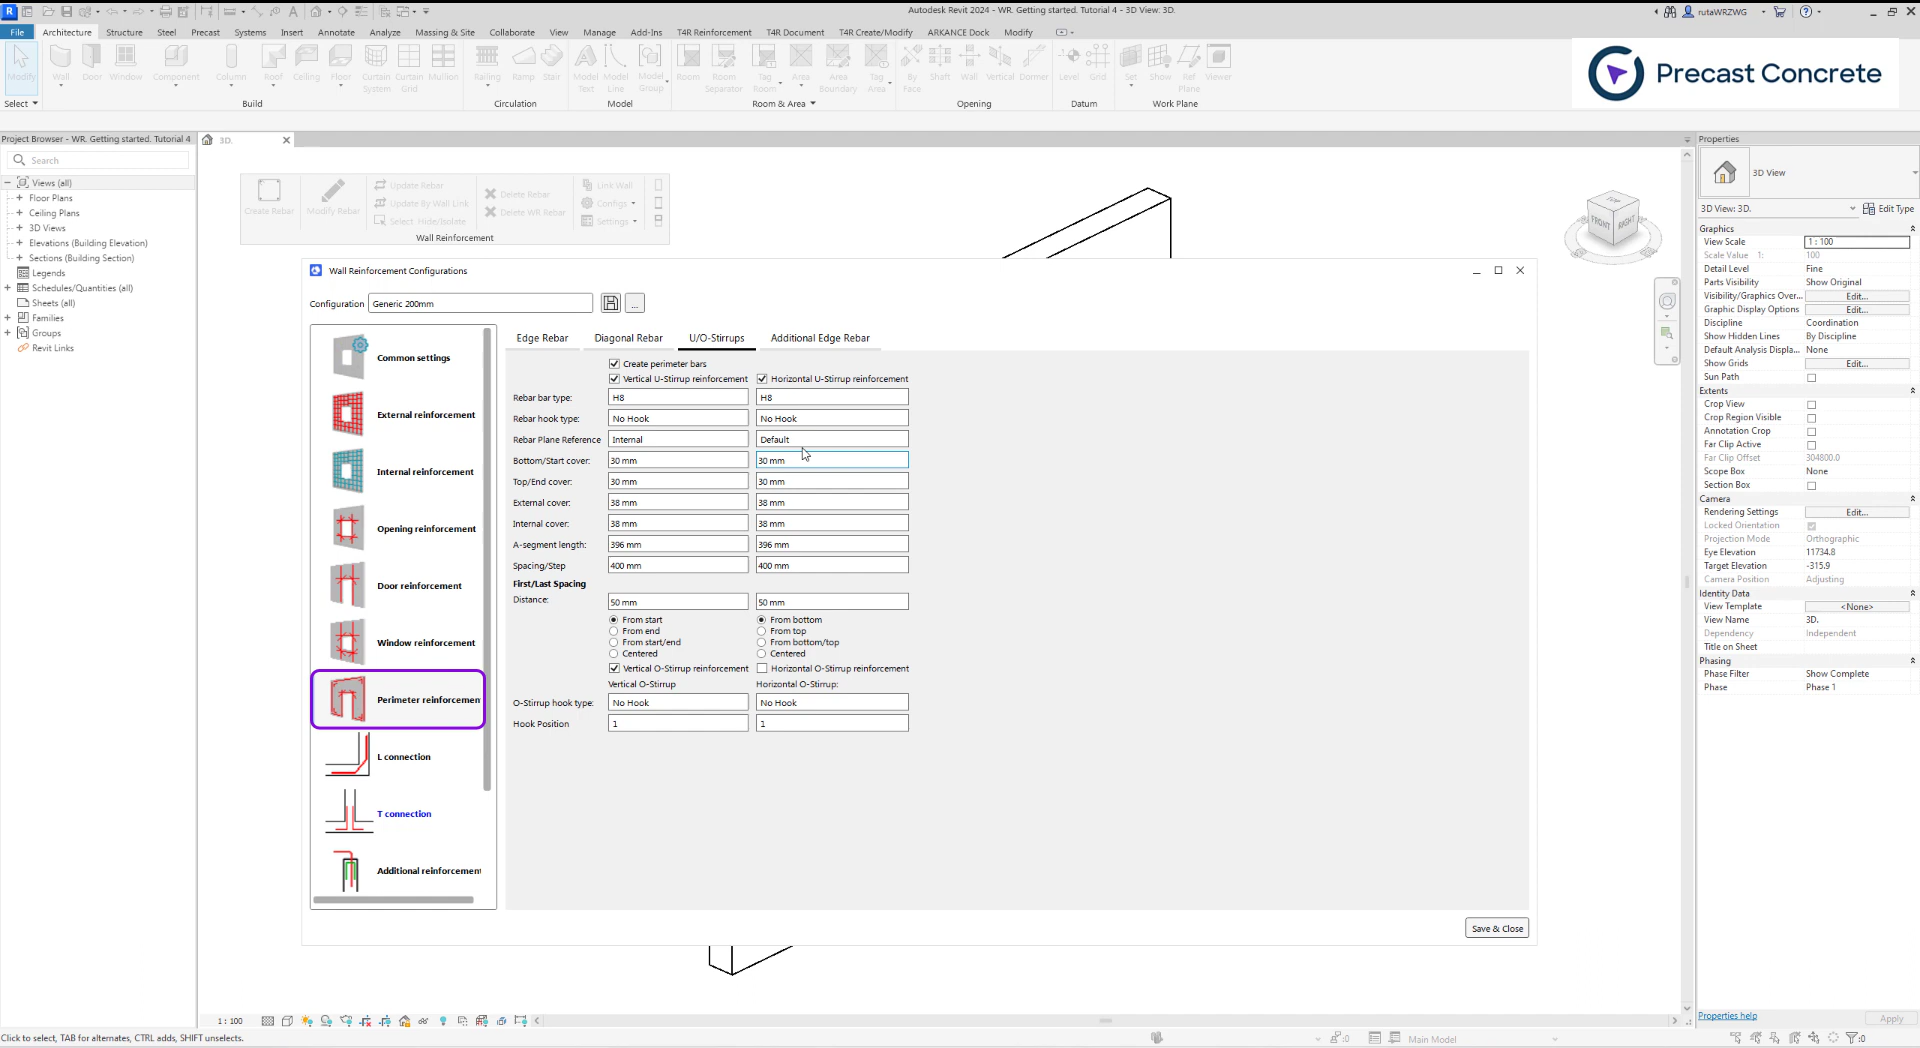 Autodesk Revit 2024 - WR. Getting started. Tutorial 4 - 3D View: 3D.
rutaWRZWG
File Architecture Structure Steel Precast Systems Insert Annotate Analyze Massing & Site Collaborate View Manage Add-Ins T4R Reinforcement T4R Document T4R Create/Modify ARKANCE Dock Modify
Modify Wall Door Window Component Column Roof Ceiling Floor Curtain System Curtain Grid Mullion Railing Ramp Stair Model Text Model Line Model Group Room Room Separator Tag Room Area Area Boundary Tag Area By Face Shaft Wall Vertical Dormer Level Grid Set Show Ref Plane Viewer
Select Build Circulation Model Room & Area Opening Datum Work Plane
Precast Concrete
Project Browser - WR. Getting started. Tutorial 4
Search
Views (all)
Floor Plans
Ceiling Plans
3D Views
Elevations (Building Elevation)
Sections (Building Section)
Legends
Schedules/Quantities (all)
Sheets (all)
Families
Groups
Revit Links
3D.
Create Rebar Modify Rebar
Update Rebar
Update By Wall Link
Select Hide/Isolate
Delete Rebar
Delete WR Rebar
Link Wall
Configs
Settings
Wall Reinforcement
TOP
FRONT RIGHT
Wall Reinforcement Configurations
Configuration Generic 200mm ...
Common settings
External reinforcement
Internal reinforcement
Opening reinforcement
Door reinforcement
Window reinforcement
Perimeter reinforcemen
L connection
T connection
Additional reinforcement
Edge Rebar Diagonal Rebar U/O-Stirrups Additional Edge Rebar
Create perimeter bars
Vertical U-Stirrup reinforcement Horizontal U-Stirrup reinforcement
Rebar bar type: H8 H8
Rebar hook type: No Hook No Hook
Rebar Plane Reference Internal Default
Bottom/Start cover: 30 mm 30 mm
Top/End cover: 30 mm 30 mm
External cover: 38 mm 38 mm
Internal cover: 38 mm 38 mm
A-segment length: 396 mm 396 mm
Spacing/Step 400 mm 400 mm
First/Last Spacing
Distance: 50 mm 50 mm
From start From bottom
From end From top
From start/end From bottom/top
Centered Centered
Vertical O-Stirrup reinforcement Horizontal O-Stirrup reinforcement
Vertical O-Stirrup Horizontal O-Stirrup:
O-Stirrup hook type: No Hook No Hook
Hook Position 1 1
Save & Close
Properties
3D View
3D View: 3D. Edit Type
Graphics
View Scale 1 : 100
Scale Value 1: 100
Detail Level Fine
Parts Visibility Show Original
Visibility/Graphics Over... Edit...
Graphic Display Options Edit...
Discipline Coordination
Show Hidden Lines By Discipline
Default Analysis Displa... None
Show Grids Edit...
Sun Path
Extents
Crop View
Crop Region Visible
Annotation Crop
Far Clip Active
Far Clip Offset 304800.0
Scope Box None
Section Box
Camera
Rendering Settings Edit...
Locked Orientation
Projection Mode Orthographic
Eye Elevation 11734.8
Target Elevation -315.9
Camera Position Adjusting
Identity Data
View Template <None>
View Name 3D.
Dependency Independent
Title on Sheet
Phasing
Phase Filter Show Complete
Phase Phase 1
Properties help Apply
1 : 100
Click to select, TAB for alternates, CTRL adds, SHIFT unselects.
:0 Main Model :0